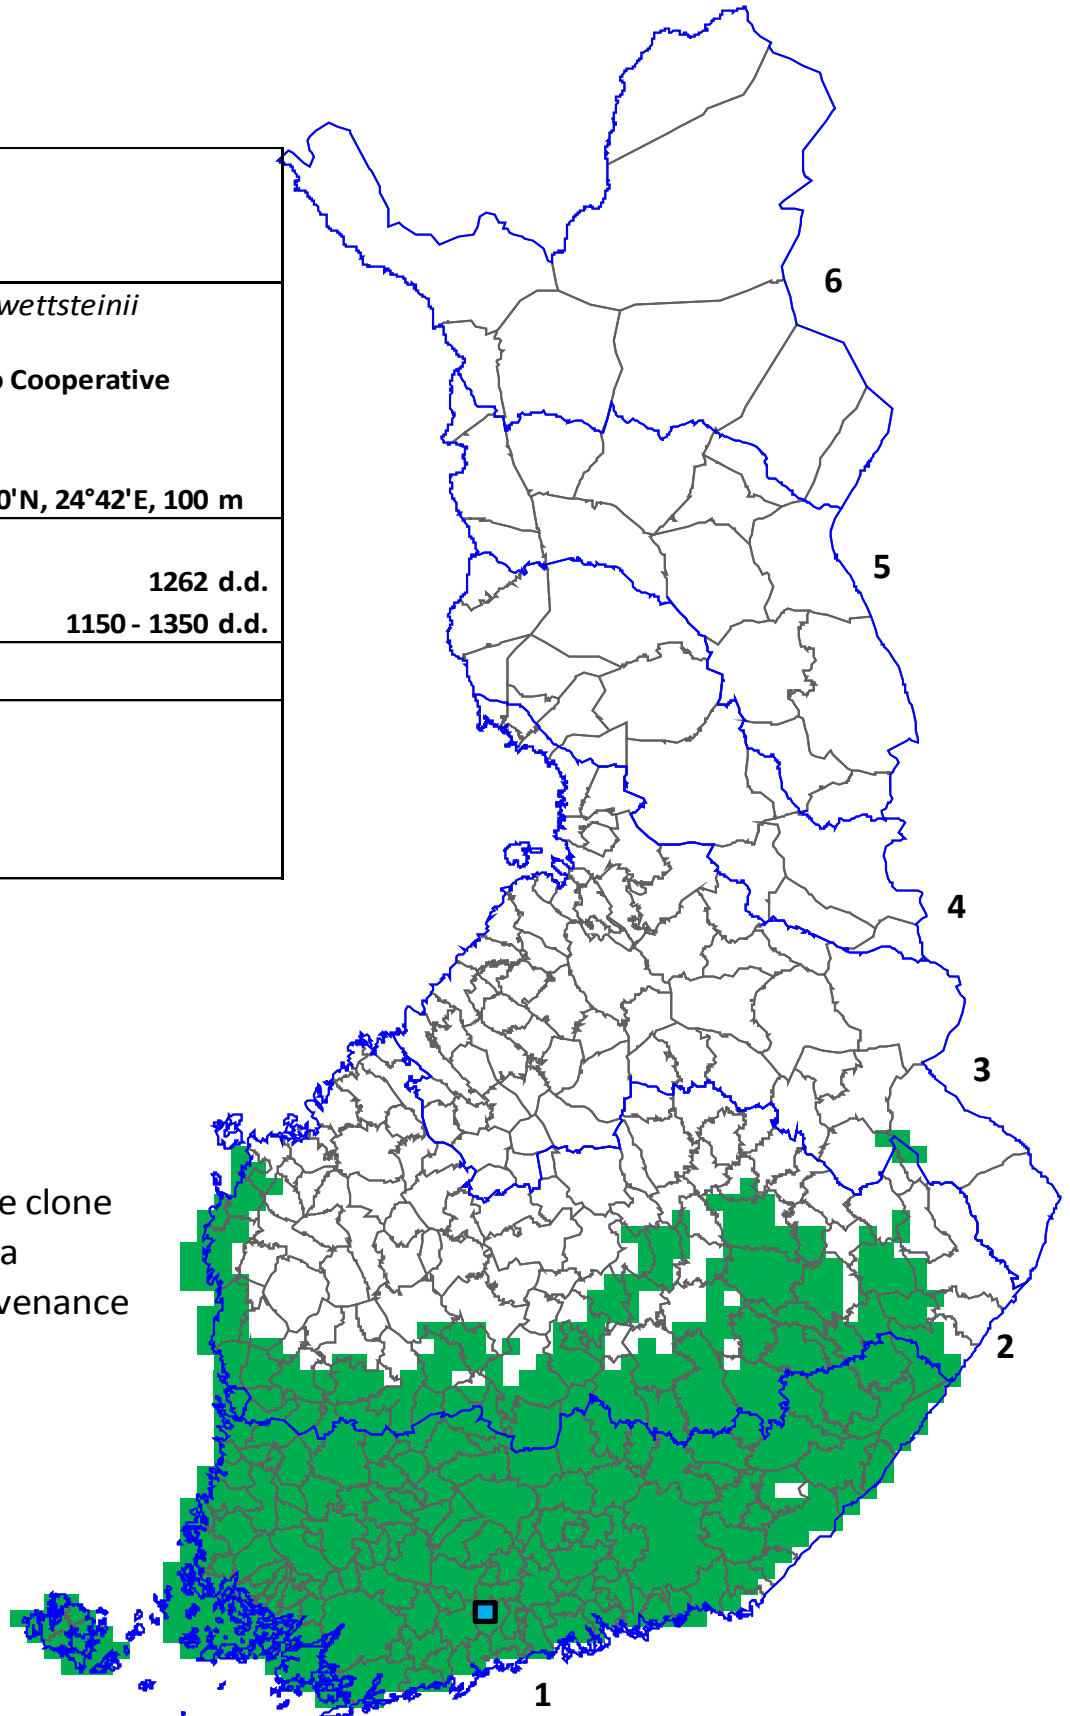 wettsteinii
Cooperative
0'N, 24°42'E, 100 m
1262 d.d.
1150 - 1350 d.d.
6
5
4
3
e clone
a
venance
2
1